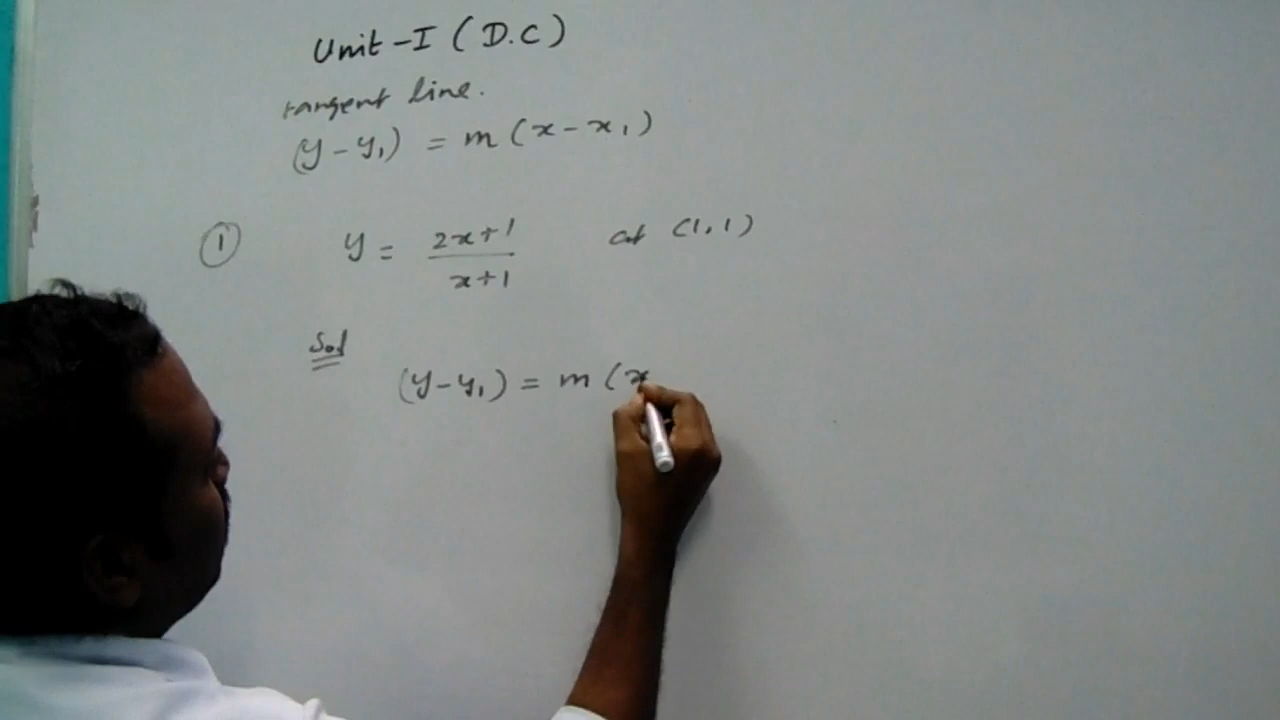 Unit-I (D.C)
tangent line.
(y-y₁) = m(x-x₁)
① y = (2x+1)/(x+1) at (1,1)
Sol
(y-y₁) = m(x